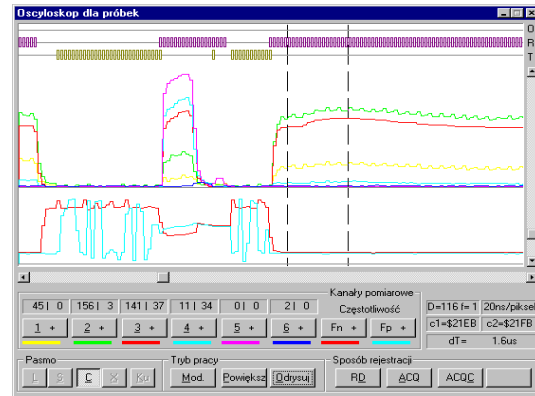 Oscyloskop dla próbek
O
R
T
Kanały pomiarowe
45| 0 156| 3 141| 37 11| 34 0| 0 2| 0 Częstotliwość D=116 f= 1 20ns/piksel
1 + 2 + 3 + 4 + 5 + 6 + Fn + Fp + c1=$21EB c2=$21FB
dT= 1.6us
Pasmo Tryb pracy Sposób rejestracji
L S C X Ku Mod. Powiększ Odrysuj RD ACQ ACQC